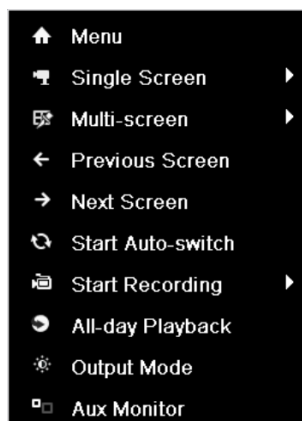 Menu
Single Screen
Multi-screen
Previous Screen
Next Screen
Start Auto-switch
Start Recording
All-day Playback
Output Mode
Aux Monitor